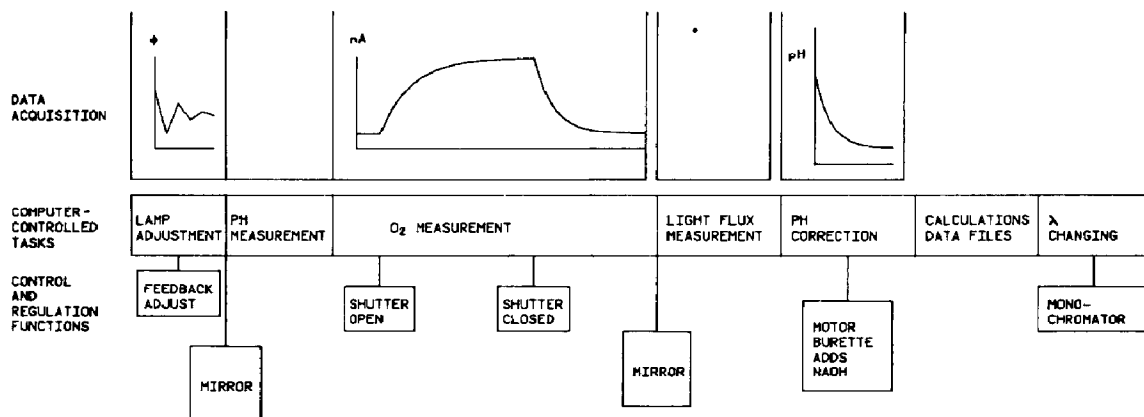 ϕ
nA
pH
DATA
ACQUISITION
COMPUTER-
CONTROLLED
TASKS
LAMP
ADJUSTMENT
PH
MEASUREMENT
O₂ MEASUREMENT
LIGHT FLUX
MEASUREMENT
PH
CORRECTION
CALCULATIONS
DATA FILES
λ
CHANGING
CONTROL
AND
REGULATION
FUNCTIONS
FEEDBACK
ADJUST
MIRROR
SHUTTER
OPEN
SHUTTER
CLOSED
MIRROR
MOTOR
BURETTE
ADDS
NAOH
MONO-
CHROMATOR